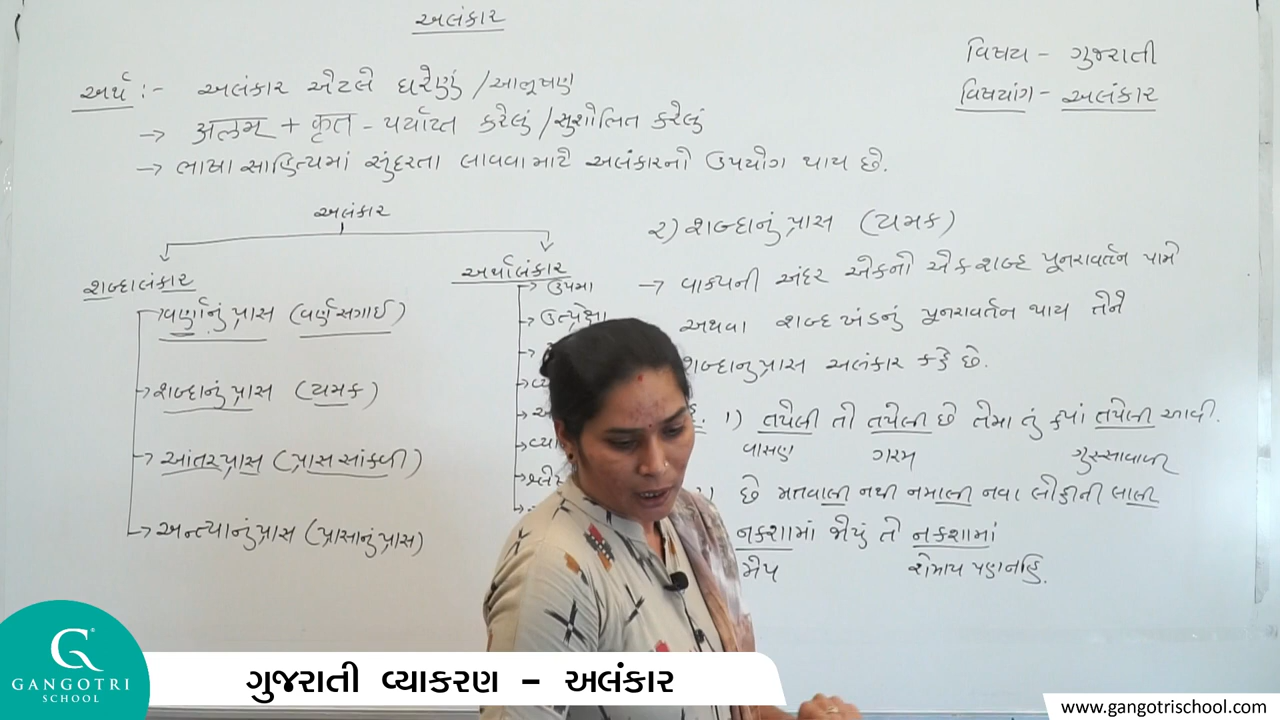 અલંકાર
વિષય - ગુજરાતી
વિષયાંગ - અલંકાર
અર્થ :- અલંકાર એટલે ઘરેણું /આભૂષણ
→ अलम् + कृत - પર્યાપ્ત કરેલું /સુશોભિત કરેલું
→ ભાષા સાહિત્યમાં સુંદરતા લાવવા માટે અલંકારનો ઉપયોગ થાય છે.
અલંકાર
શબ્દાલંકાર
વર્ણાનુંપ્રાસ (વર્ણસગાઈ)
શબ્દાનુંપ્રાસ (યમક)
આંતરપ્રાસ (પ્રાસસાંકળી)
અન્ત્યાનુંપ્રાસ (પ્રાસાનુંપ્રાસ)
અર્થાલંકાર
ઉપમા
ઉત્પ્રેક્ષા
૨) શબ્દાનુંપ્રાસ (યમક)
→ વાક્યની અંદર એકનો એક શબ્દ પૂનરાવર્તન પામે
અથવા શબ્દખંડનું પૂનરાવર્તન થાય તેને
શબ્દાનુપ્રાસ અલંકાર કહે છે.
૧) તપેલી તો તપેલી છે તેમા તું ક્યાં તપેલી આવી.
વાસણ ગરમ ગુસ્સાવાળી
છે મતવાલી નથી નમાલી નવા લોહીની લાલી
નકશામાં જોયું તો નકશામાં
મેપ શેમાય પણ નહિ.
GANGOTRI
SCHOOL
ગુજરાતી વ્યાકરણ - અલંકાર
www.gangotrischool.com